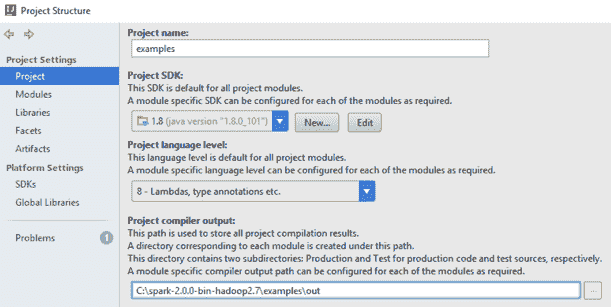 Project Structure
Project Settings
Project
Modules
Libraries
Facets
Artifacts
Platform Settings
SDKs
Global Libraries
Problems
1
Project name:
examples
Project SDK:
This SDK is default for all project modules.
A module specific SDK can be configured for each of the modules as required.
1.8 (java version "1.8.0_101")
New...
Edit
Project language level:
This language level is default for all project modules.
A module specific language level can be configured for each of the modules as required.
8 - Lambdas, type annotations etc.
Project compiler output:
This path is used to store all project compilation results.
A directory corresponding to each module is created under this path.
This directory contains two subdirectories: Production and Test for production code and test sources, respectively.
A module specific compiler output path can be configured for each of the modules as required.
C:\spark-2.0.0-bin-hadoop2.7\examples\out
...